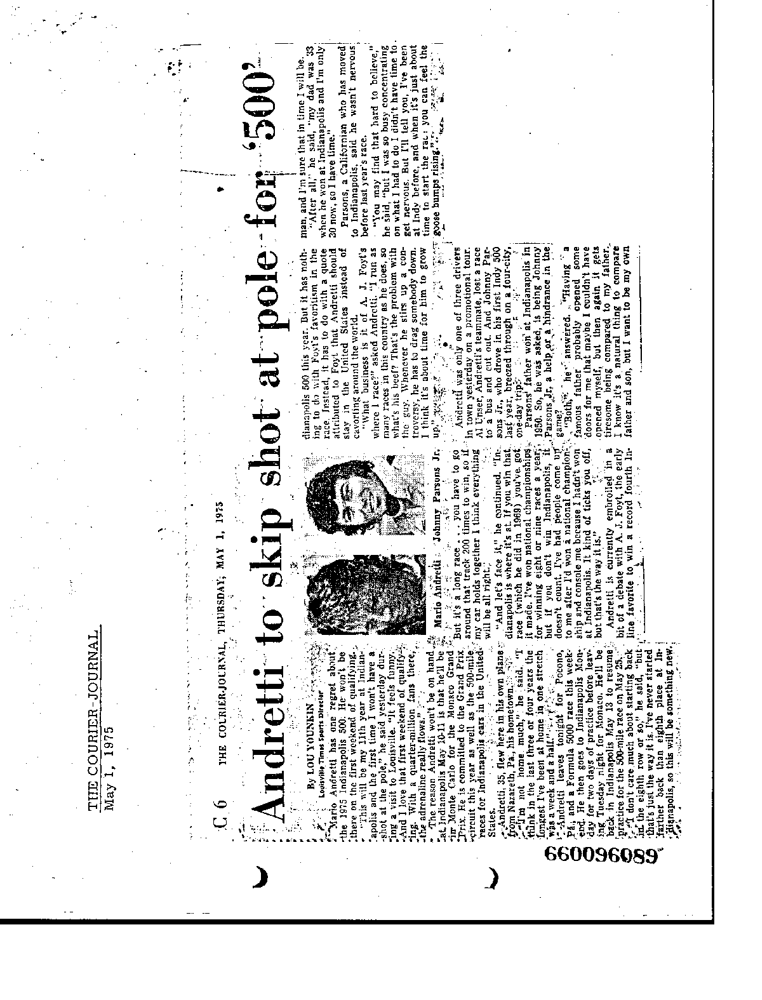 THE COURIER-JOURNAL
May 1, 1975
C 6 THE COURIER-JOURNAL, THURSDAY, MAY 1, 1975
Andretti to skip shot at pole for '500'
By LOU YOUNKIN
Louisville Times Sports Director
Mario Andretti has one regret about
the 1975 Indianapolis 500. He won't be
there on the first weekend of qualifying.
"This will be my 11th year at Indian-
apolis and the first time I won't have a
shot at the pole," he said yesterday dur-
ing a visit to Louisville. "It feels funny.
And I love that first weekend of qualify-
ing. With a quarter-million fans there,
the adrenaline really flows."
The reason Andretti won't be on hand
at Indianapolis May 10-11 is that he'll be
in Monte Carlo for the Monaco Grand
Prix. He is committed to the Grand Prix
circuit this year as well as the 500-mile
races for Indianapolis cars in the United
States.
Andretti, 35, flew here in his own plane
from Nazareth, Pa., his hometown.
"I'm not home much," he said. "I
think in the last three or four years the
longest I've been at home in one stretch
was a week and a half."
Andretti leaves tonight for Pocono,
Pa., and a Formula 5000 race this week-
end. He then goes to Indianapolis Mon-
day for two days of practice before leav-
ing Tuesday night for Monaco. He'll be
back in Indianapolis May 13 to resume
practice for the 500-mile race on May 25.
"I don't care much about starting back
in the eighth row or so," he said, "but
that's just the way it is. I've never started
farther back than eighth place at In-
dianapolis, so this will be something new.
Mario Andretti Johnny Parsons Jr.
But it's a long race . . . you have to go
around that track 200 times to win, so if
my car holds together I think everything
will be all right."
"And let's face it," he continued. "In-
dianapolis is where it's at. If you win that
race (which he did in 1969) you've got
it made. I've won national championships
for winning eight or nine races a year,
but if you don't win Indianapolis, it
doesn't count. I've had people come up
to me after I'd won a national champion-
ship and console me because I hadn't won
at Indianapolis. It kind of ticks you off,
but that's the way it is."
Andretti is currently embroiled in a
bit of a debate with A. J. Foyt, the early
line favorite to win a record fourth In-
dianapolis 500 this year. But it has noth-
ing to do with Foyt's favoritism in the
race. Instead, it has to do with a quote
attributed to Foyt that Andretti should
stay in the United States instead of
cavorting around the world.
"What business is it of A. J. Foyt's
where I race?" asked Andretti. "I run as
many races in this country as he does, so
what's his beef? That's the problem with
the guy. Whenever he stirs up a con-
troversy, he has to drag somebody down.
I think it's about time for him to grow
up."
Andretti was only one of three drivers
in town yesterday on a promotional tour.
Al Unser, Andretti's teammate, lost a race
to a bus and cut out. And Johnny Par-
sons Jr., who drove in his first Indy 500
last year, breezed through on a four-city,
one-day trip.
Parsons' father won at Indianapolis in
1950. So, he was asked, is being Johnny
Parsons Jr. a help or a hindrance in the
game?
"Both," he answered. "Having a
famous father probably opened some
doors for me that maybe I couldn't have
opened myself, but then again it gets
tiresome being compared to my father.
I know it's a natural thing to compare
father and son, but I want to be my own
man, and I'm sure that in time I will be.
"After all," he said, "my dad was 33
when he won at Indianapolis and I'm only
30 now, so I have time."
Parsons, a Californian who has moved
to Indianapolis, said he wasn't nervous
before last year's race.
"You may find that hard to believe,"
he said, "but I was so busy concentrating
on what I had to do I didn't have time to
get nervous. But I'll tell you, I've been
at Indy before, and when it's just about
time to start the race you can feel the
goose bumps rising."
660096089